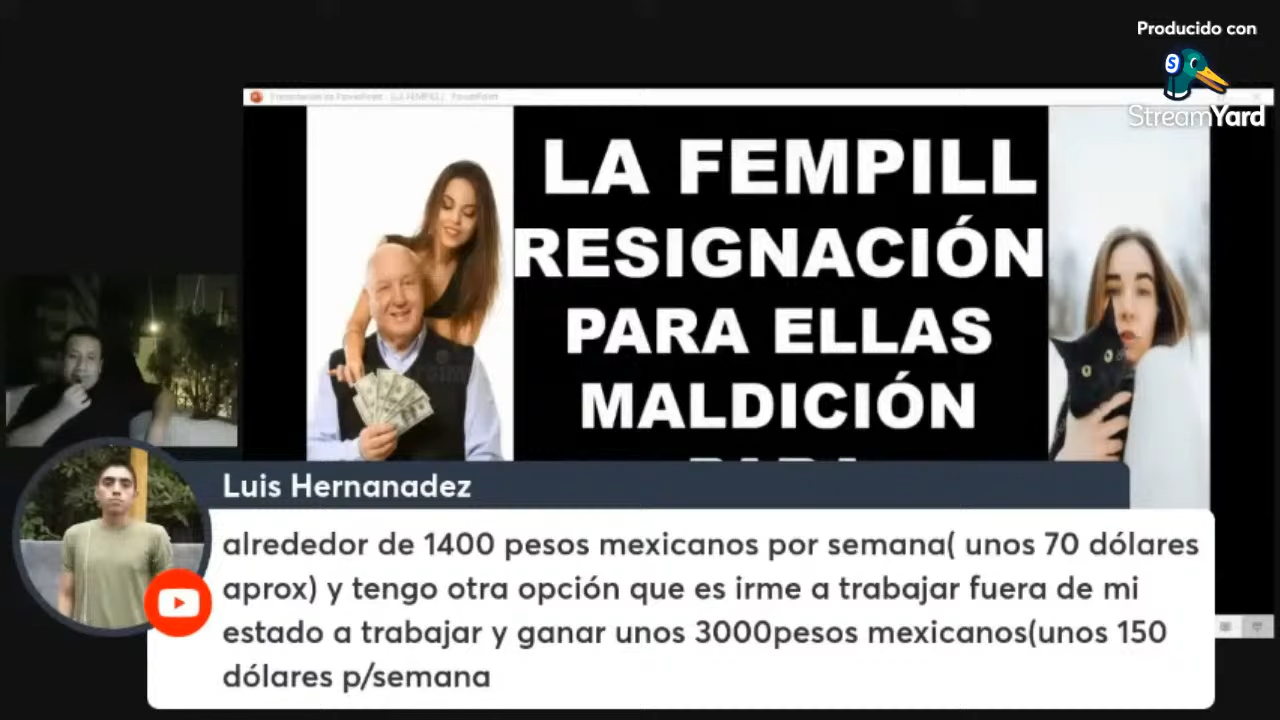 Producido con
StreamYard
LA FEMPILL
RESIGNACIÓN
PARA ELLAS
MALDICIÓN
PARA
Luis Hernanadez
alrededor de 1400 pesos mexicanos por semana( unos 70 dólares
aprox) y tengo otra opción que es irme a trabajar fuera de mi
estado a trabajar y ganar unos 3000pesos mexicanos(unos 150
dólares p/semana